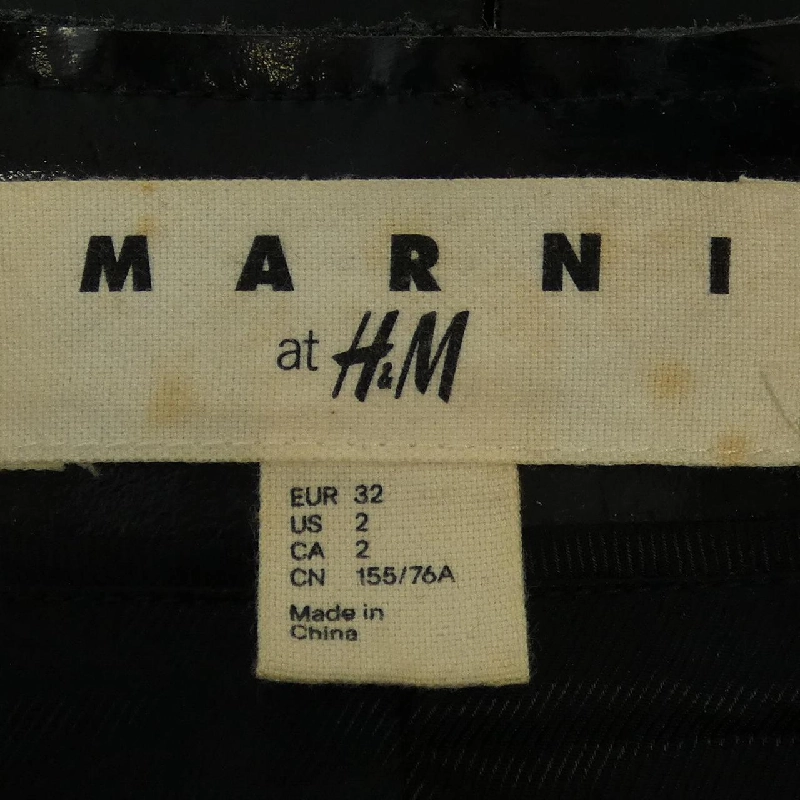 MARNI
at H&M
EUR 32
US 2
CA 2
CN 155/76A
Made in
China